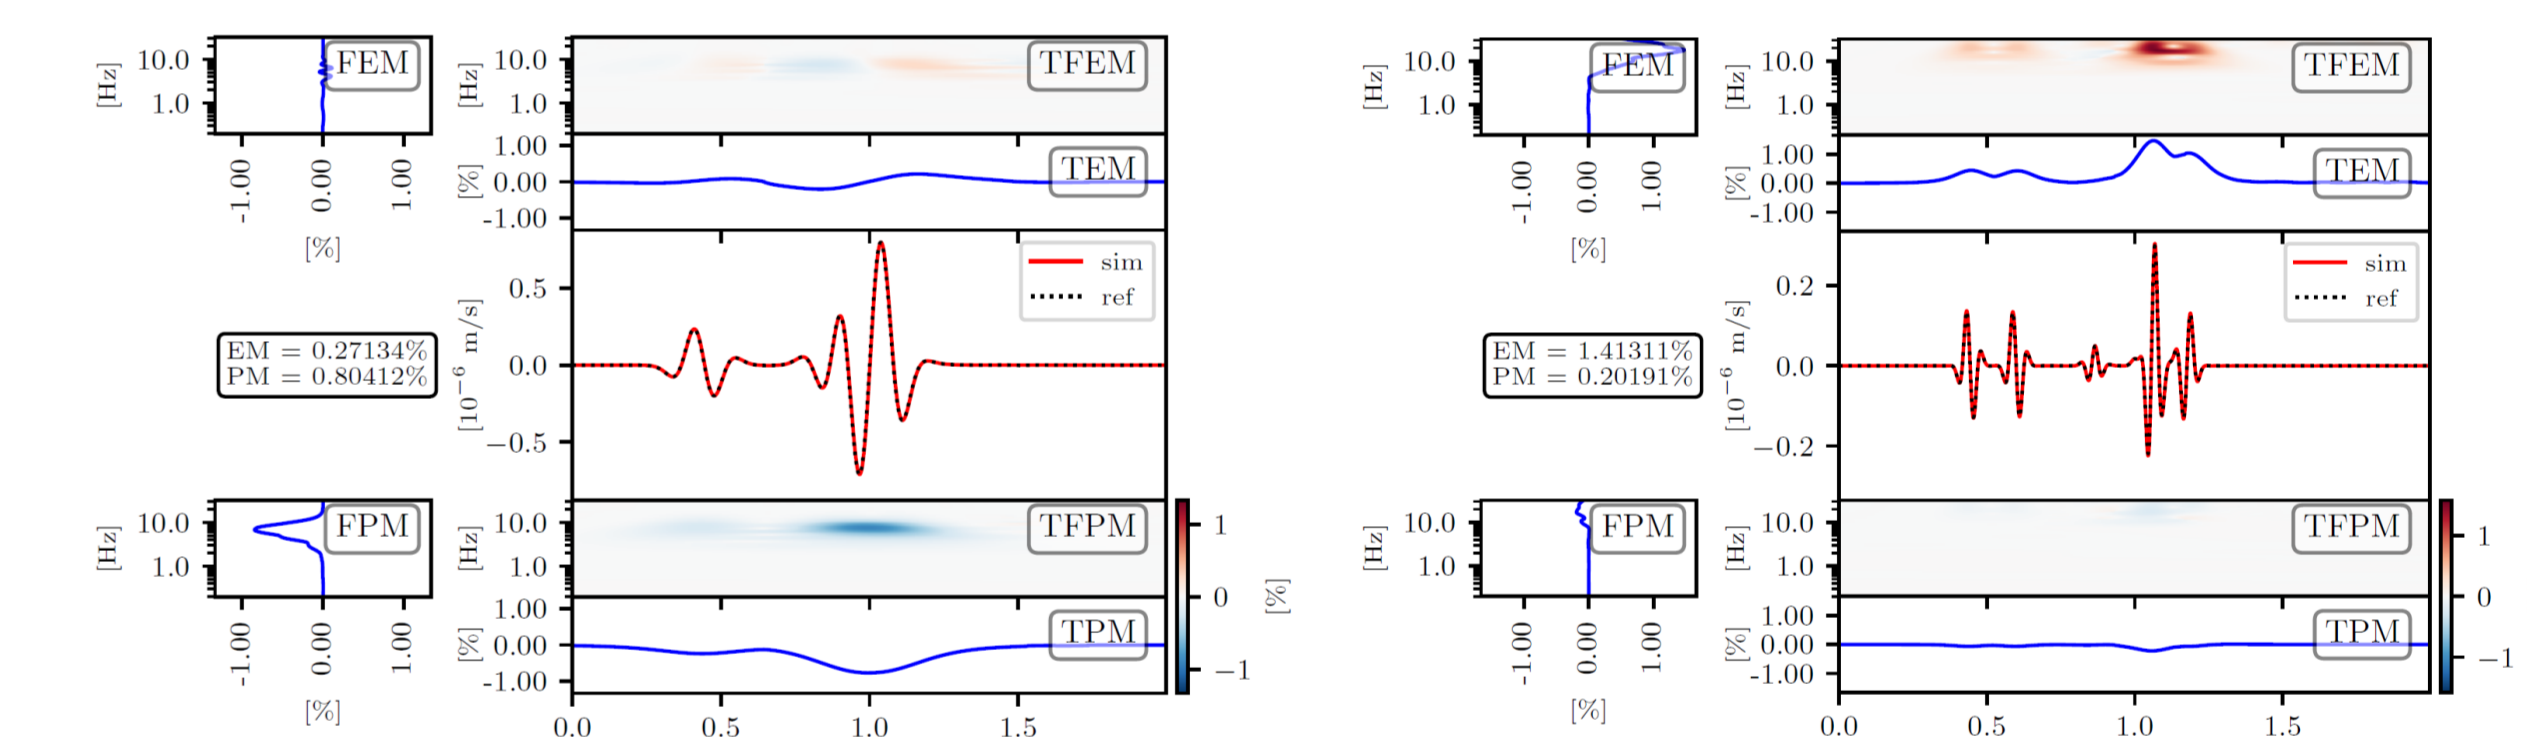 [Hz]
10.0
1.0
FEM
-1.00
0.00
1.00
[%]
[Hz]
10.0
1.0
TFEM
[%]
1.00
0.00
-1.00
TEM
EM = 0.27134%
PM = 0.80412%
[10⁻⁶ m/s]
0.5
0.0
−0.5
sim
ref
[Hz]
10.0
1.0
FPM
-1.00
0.00
1.00
[%]
[Hz]
10.0
1.0
TFPM
[%]
1.00
0.00
-1.00
TPM
0.0
0.5
1.0
1.5
1
0
−1
[%]
[Hz]
10.0
1.0
FEM
-1.00
0.00
1.00
[%]
[Hz]
10.0
1.0
TFEM
[%]
1.00
0.00
-1.00
TEM
EM = 1.41311%
PM = 0.20191%
[10⁻⁶ m/s]
0.2
0.0
−0.2
sim
ref
[Hz]
10.0
1.0
FPM
-1.00
0.00
1.00
[%]
[Hz]
10.0
1.0
TFPM
[%]
1.00
0.00
-1.00
TPM
0.0
0.5
1.0
1.5
1
0
−1